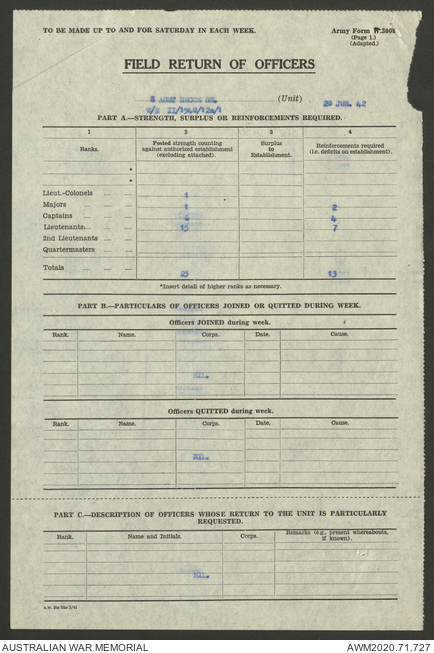 TO BE MADE UP TO AND FOR SATURDAY IN EACH WEEK.
Army Form W.3008
(Page 1.)
(Adapted.)
FIELD RETURN OF OFFICERS
(Unit)
20 JUN. 42
PART A.—STRENGTH, SURPLUS OR REINFORCEMENTS REQUIRED.
1 2 3 4
Ranks. Posted strength counting against authorized establishment (excluding attached). Surplus to Establishment. Reinforcements required (i.e. deficits on establishment).
*
*
Lieut.-Colonels 1
Majors 1 2
Captains 4
Lieutenants 15 7
2nd Lieutenants
Quartermasters
Totals 23 13
*Insert detail of higher ranks as necessary.
PART B.—PARTICULARS OF OFFICERS JOINED OR QUITTED DURING WEEK.
Officers JOINED during week.
Rank. Name. Corps. Date. Cause.
NIL.
Officers QUITTED during week.
Rank. Name. Corps. Date. Cause.
NIL.
PART C.—DESCRIPTION OF OFFICERS WHOSE RETURN TO THE UNIT IS PARTICULARLY
REQUESTED.
Rank. Name and Initials. Corps. Remarks (e.g., present whereabouts, if known).
NIL.
AUSTRALIAN WAR MEMORIAL
AWM2020.71.727